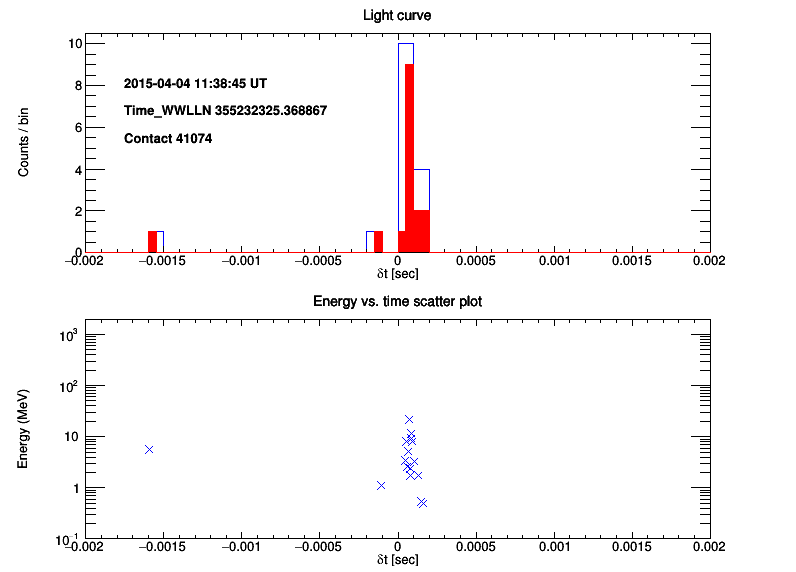 Light curve
Counts / bin
10
8
6
4
2
0
2015-04-04 11:38:45 UT
Time_WWLLN 355232325.368867
Contact 41074
−0.002 −0.0015 −0.001 −0.0005 0 0.0005 0.001 0.0015 0.002
δt [sec]
Energy vs. time scatter plot
Energy (MeV)
10³
10²
10
1
10⁻¹
−0.002 −0.0015 −0.001 −0.0005 0 0.0005 0.001 0.0015 0.002
δt [sec]